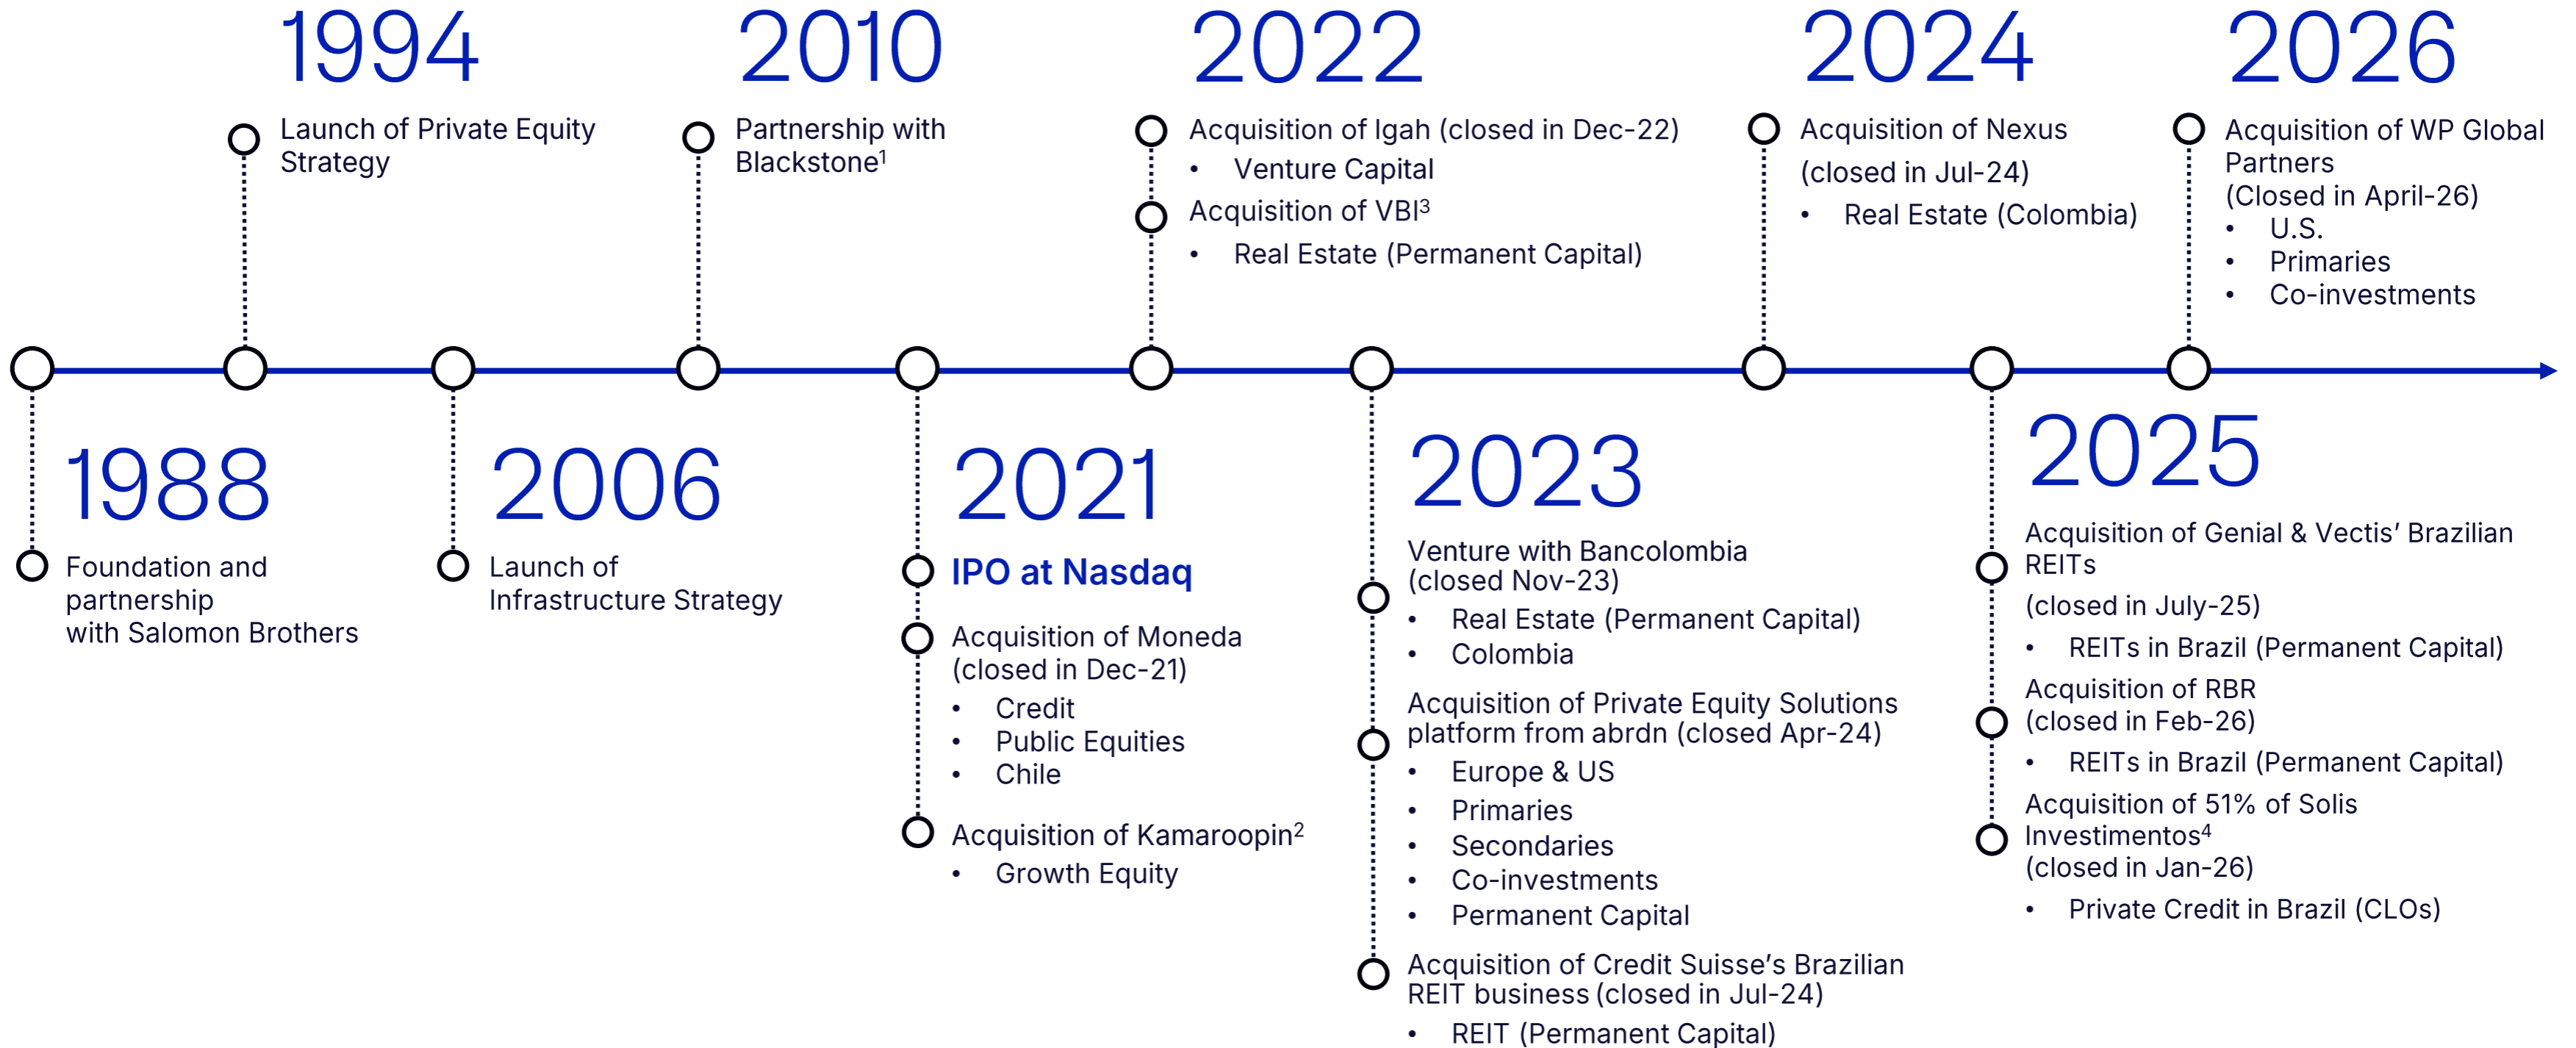 1994
Launch of Private Equity
Strategy
2010
Partnership with
Blackstone¹
2022
Acquisition of Igah (closed in Dec-22)
• Venture Capital
Acquisition of VBI³
• Real Estate (Permanent Capital)
2024
Acquisition of Nexus
(closed in Jul-24)
• Real Estate (Colombia)
2026
Acquisition of WP Global
Partners
(Closed in April-26)
• U.S.
• Primaries
• Co-investments
1988
Foundation and
partnership
with Salomon Brothers
2006
Launch of
Infrastructure Strategy
2021
IPO at Nasdaq
Acquisition of Moneda
(closed in Dec-21)
• Credit
• Public Equities
• Chile
Acquisition of Kamaroopin²
• Growth Equity
2023
Venture with Bancolombia
(closed Nov-23)
• Real Estate (Permanent Capital)
• Colombia
Acquisition of Private Equity Solutions
platform from abrdn (closed Apr-24)
• Europe & US
• Primaries
• Secondaries
• Co-investments
• Permanent Capital
Acquisition of Credit Suisse’s Brazilian
REIT business (closed in Jul-24)
• REIT (Permanent Capital)
2025
Acquisition of Genial & Vectis’ Brazilian
REITs
(closed in July-25)
• REITs in Brazil (Permanent Capital)
Acquisition of RBR
(closed in Feb-26)
• REITs in Brazil (Permanent Capital)
Acquisition of 51% of Solis
Investimentos⁴
(closed in Jan-26)
• Private Credit in Brazil (CLOs)